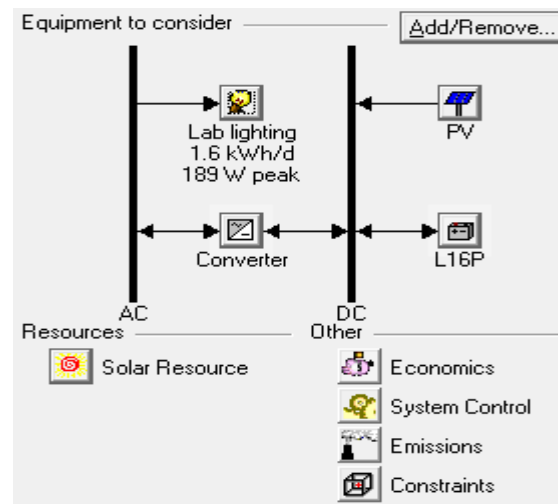 Equipment to consider
Add/Remove...
Lab lighting
1.6 kWh/d
189 W peak
PV
Converter
L16P
AC
DC
Resources
Other
Solar Resource
Economics
System Control
Emissions
Constraints